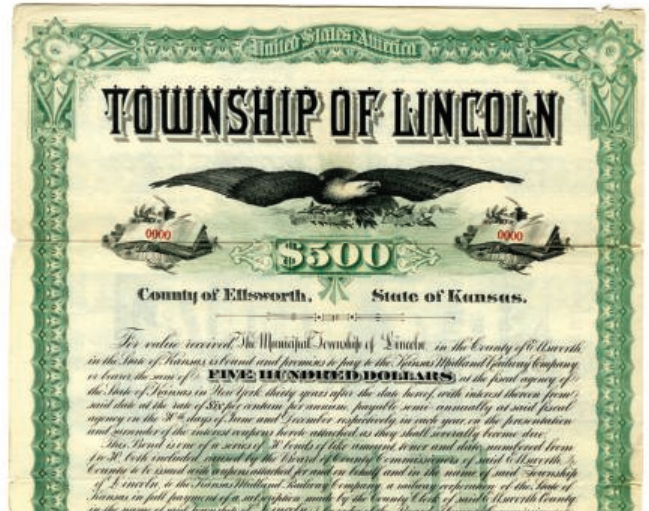 United States of America
TOWNSHIP OF LINCOLN
0000 0000
$500
County of Ellsworth, State of Kansas.
For value received, The Municipal Township of Lincoln, in the County of Ellsworth,
in the State of Kansas, is bound and promises to pay to the Kansas Midland Railway Company
or bearer, the sum of FIVE HUNDRED DOLLARS, at the fiscal agency of
the State of Kansas in New York, thirty years after the date hereof, with interest thereon from
said date at the rate of Six per centum per annum, payable semi-annually at said fiscal
agency on the days of June and December respectively in each year, on the presentation
and surrender of the interest coupons hereto attached, as they shall severally become due.
This Bond is one of a series of 30 bonds of like amount, tenor and date, numbered from
1 to 30, both included, caused by the Board of County Commissioners of said Ellsworth
County to be issued with coupons attached for and on behalf and in the name of said Township
of Lincoln, to the Kansas Midland Railway Company, a railway corporation of the State of
Kansas in full payment of a subscription made by the County Clerk of said Ellsworth County
in the name of said township of Lincoln